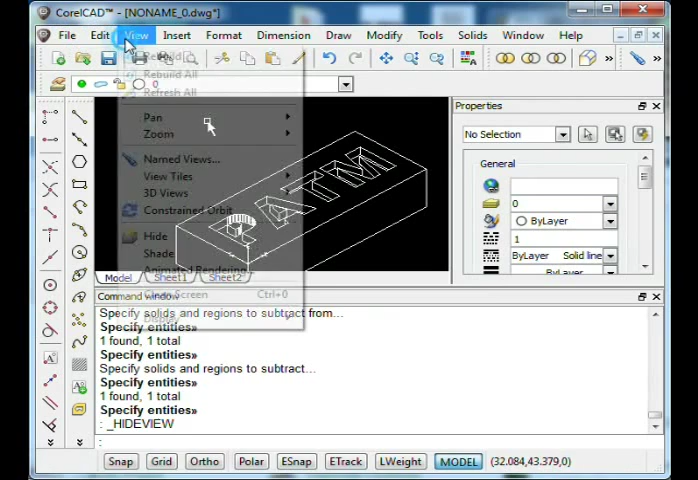 CorelCAD™ - [NONAME_0.dwg*]
File Edit View Insert Format Dimension Draw Modify Tools Solids Window Help
0
Rebuild
Rebuild All
Refresh All
Pan
Zoom
Named Views...
View Tiles
3D Views
Constrained Orbit
Hide
Shade
Animated Rendering...
Clean Screen Ctrl+0
Display
Properties
No Selection
General
0
ByLayer
1
ByLayer Solid line
ByLayer
Model Sheet1 Sheet2
Command window
Specify solids and regions to subtract from...
Specify entities»
1 found, 1 total
Specify entities»
Specify solids and regions to subtract...
Specify entities»
1 found, 1 total
Specify entities»
: _HIDEVIEW
:
Snap Grid Ortho Polar ESnap ETrack LWeight MODEL (32.084,43.379,0)